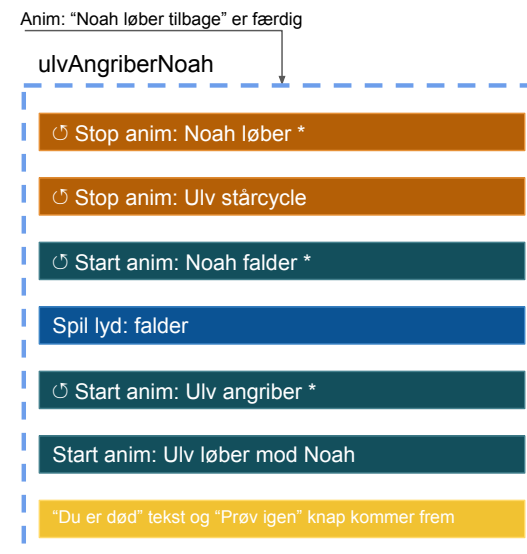 Anim: “Noah løber tilbage” er færdig
ulvAngriberNoah
↺ Stop anim: Noah løber *
↺ Stop anim: Ulv stårcycle
↺ Start anim: Noah falder *
Spil lyd: falder
↺ Start anim: Ulv angriber *
Start anim: Ulv løber mod Noah
“Du er død” tekst og “Prøv igen” knap kommer frem